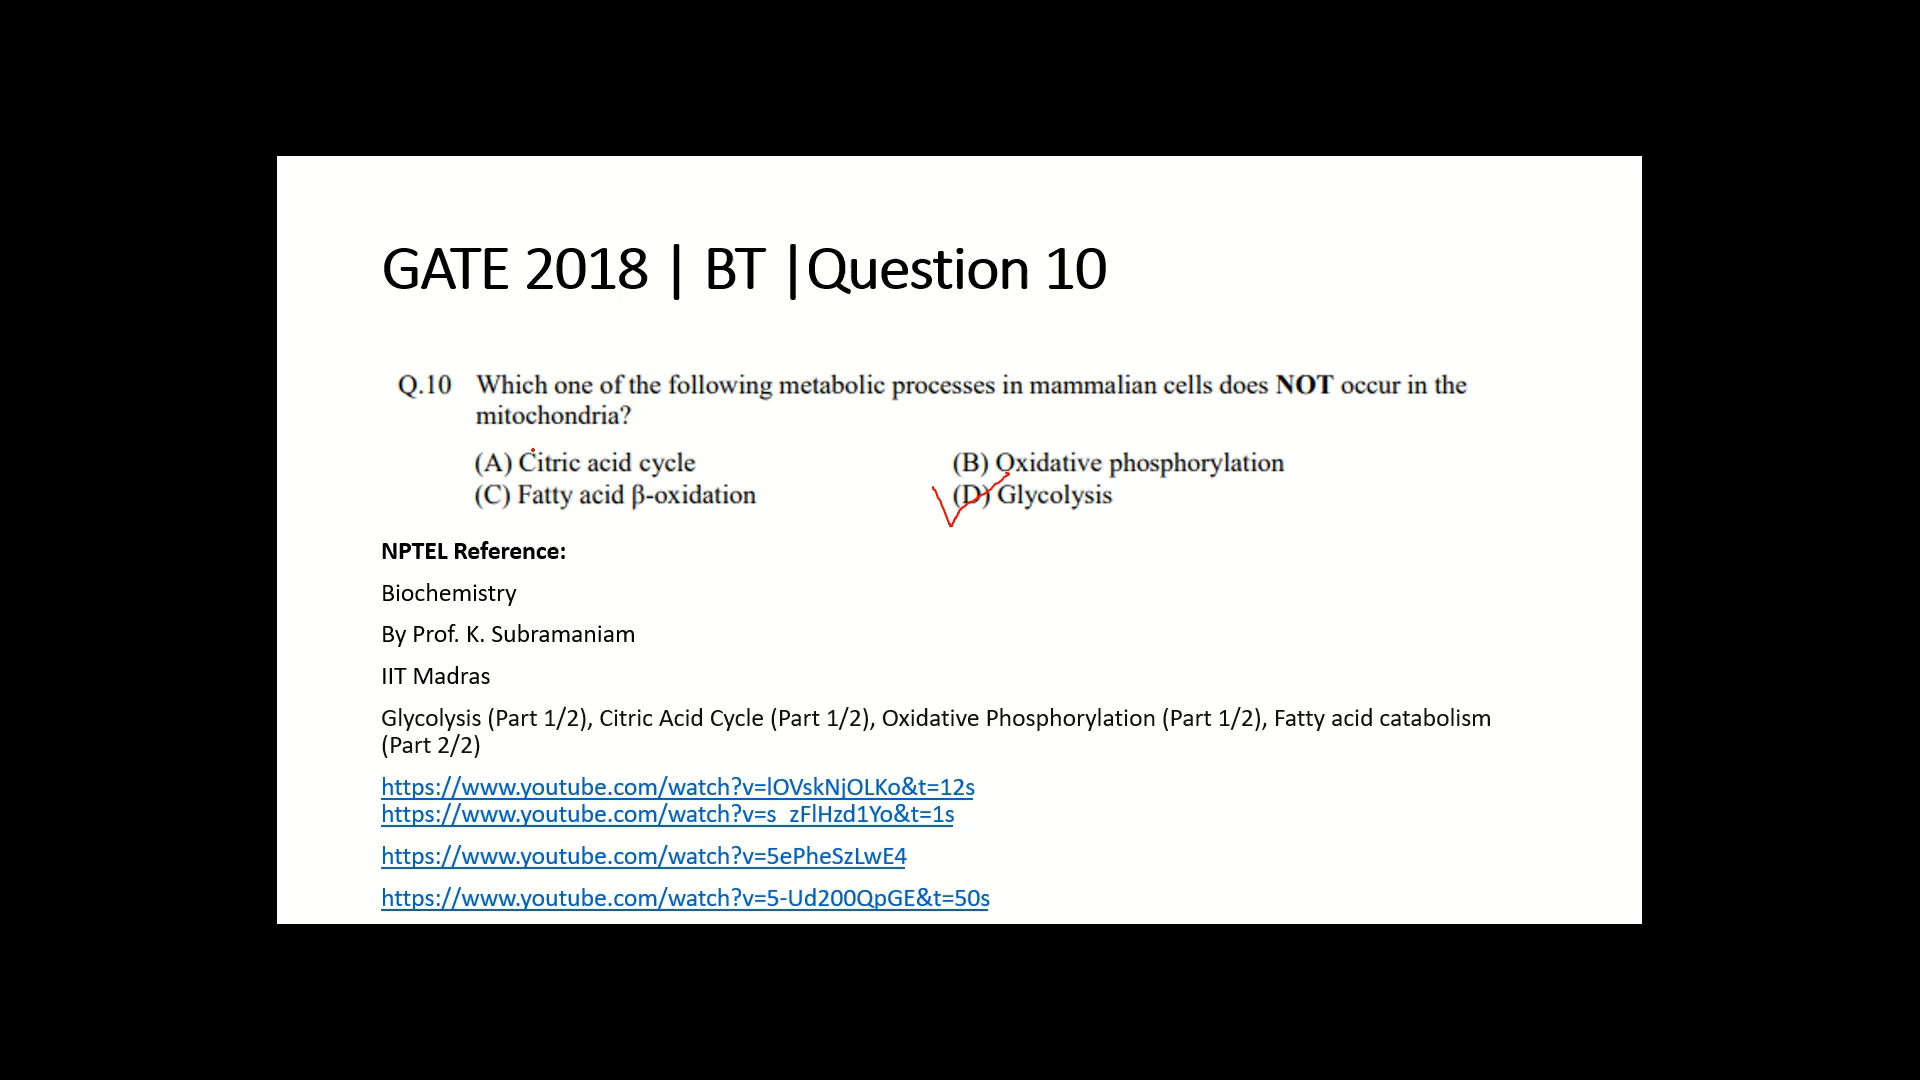 GATE 2018 | BT |Question 10
Q.10 Which one of the following metabolic processes in mammalian cells does NOT occur in the
mitochondria?
(A) Citric acid cycle (B) Oxidative phosphorylation
(C) Fatty acid β-oxidation (D) Glycolysis
NPTEL Reference:
Biochemistry
By Prof. K. Subramaniam
IIT Madras
Glycolysis (Part 1/2), Citric Acid Cycle (Part 1/2), Oxidative Phosphorylation (Part 1/2), Fatty acid catabolism
(Part 2/2)
https://www.youtube.com/watch?v=lOVskNjOLKo&t=12s
https://www.youtube.com/watch?v=s_zFlHzd1Yo&t=1s
https://www.youtube.com/watch?v=5ePheSzLwE4
https://www.youtube.com/watch?v=5-Ud200QpGE&t=50s